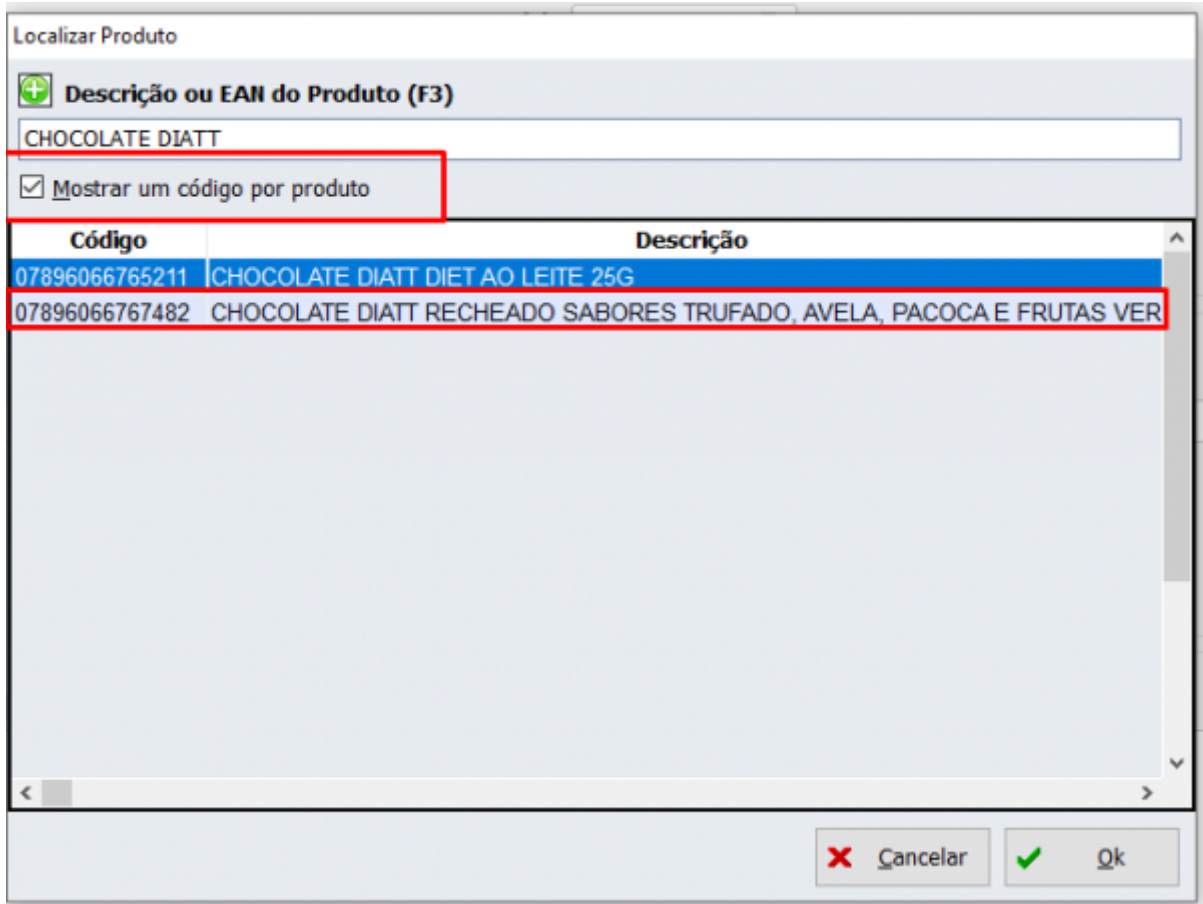 Localizar Produto
Descrição ou EAN do Produto (F3)
CHOCOLATE DIATT
Mostrar um código por produto
Código Descrição
07896066765211 CHOCOLATE DIATT DIET AO LEITE 25G
07896066767482 CHOCOLATE DIATT RECHEADO SABORES TRUFADO, AVELA, PACOCA E FRUTAS VER
Cancelar Ok